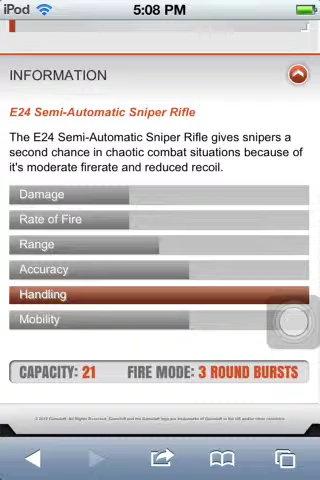 iPod 5:08 PM
INFORMATION
E24 Semi-Automatic Sniper Rifle
The E24 Semi-Automatic Sniper Rifle gives snipers a
second chance in chaotic combat situations because of
it's moderate firerate and reduced recoil.
Damage
Rate of Fire
Range
Accuracy
Handling
Mobility
CAPACITY: 21 FIRE MODE: 3 ROUND BURSTS